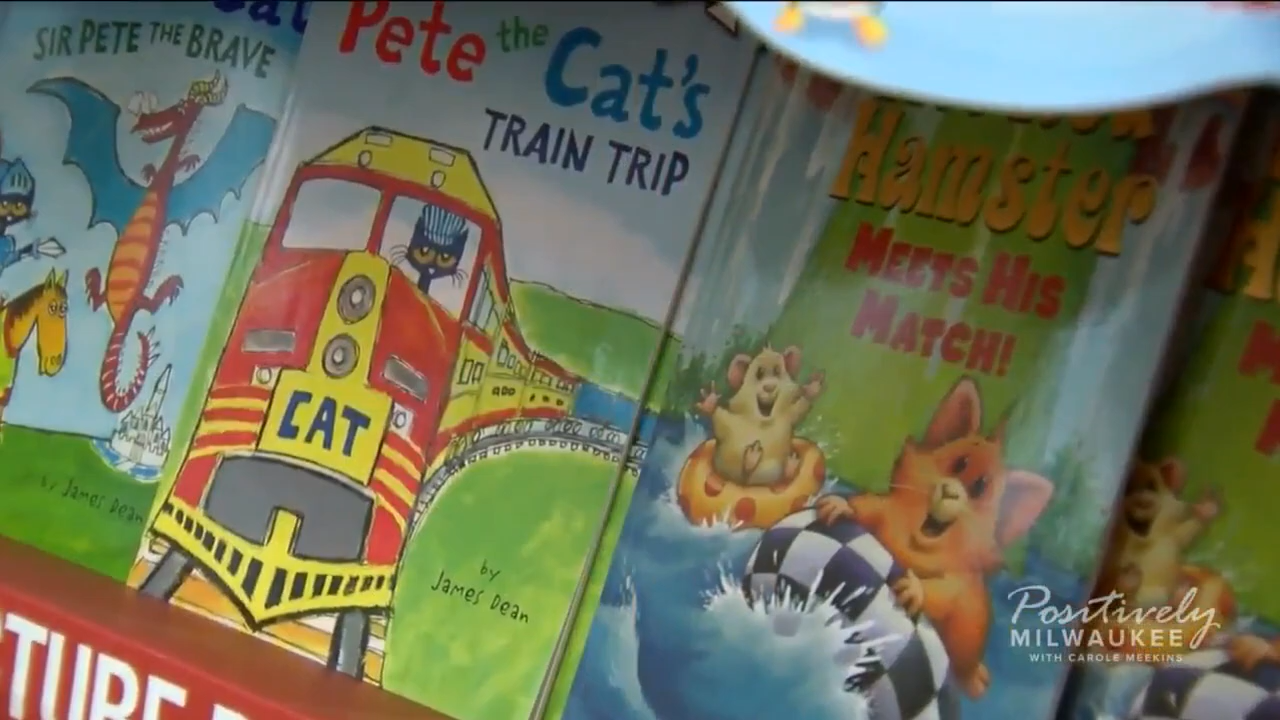 Cat
SIR PETE THE BRAVE
by James Dean
Pete the Cat's
TRAIN TRIP
CAT
by
James Dean
Hamster
MEETS HIS
MATCH!
Positively
MILWAUKEE
WITH CAROLE MEEKINS